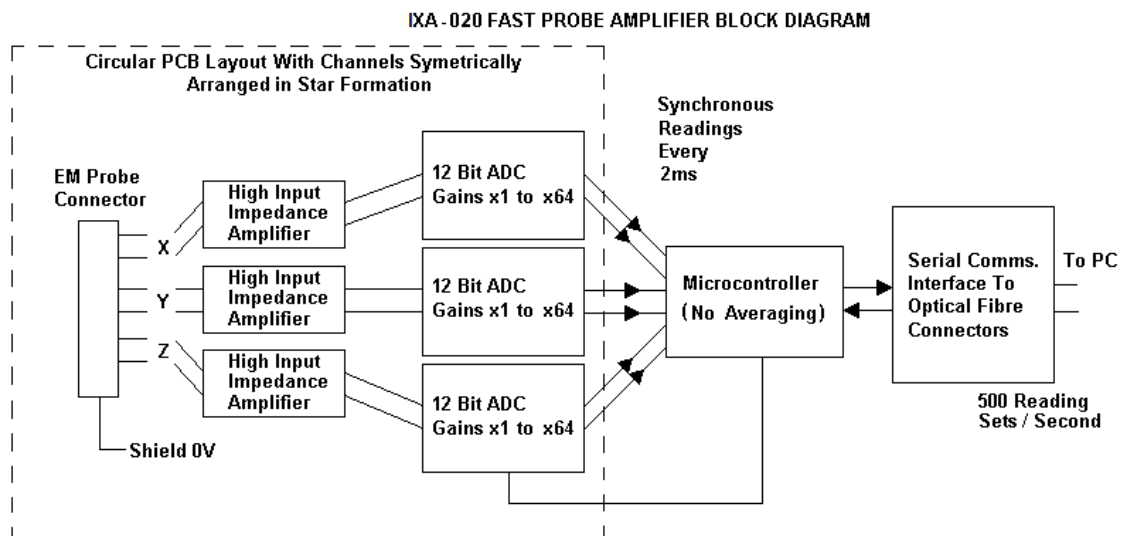 IXA-020 FAST PROBE AMPLIFIER BLOCK DIAGRAM
Circular PCB Layout With Channels Symetrically
Arranged in Star Formation
Synchronous
Readings
Every
2ms
EM Probe
Connector
X
Y
Z
Shield 0V
High Input
Impedance
Amplifier
High Input
Impedance
Amplifier
High Input
Impedance
Amplifier
12 Bit ADC
Gains x1 to x64
12 Bit ADC
Gains x1 to x64
12 Bit ADC
Gains x1 to x64
Microcontroller
(No Averaging)
Serial Comms.
Interface To
Optical Fibre
Connectors
To PC
500 Reading
Sets / Second